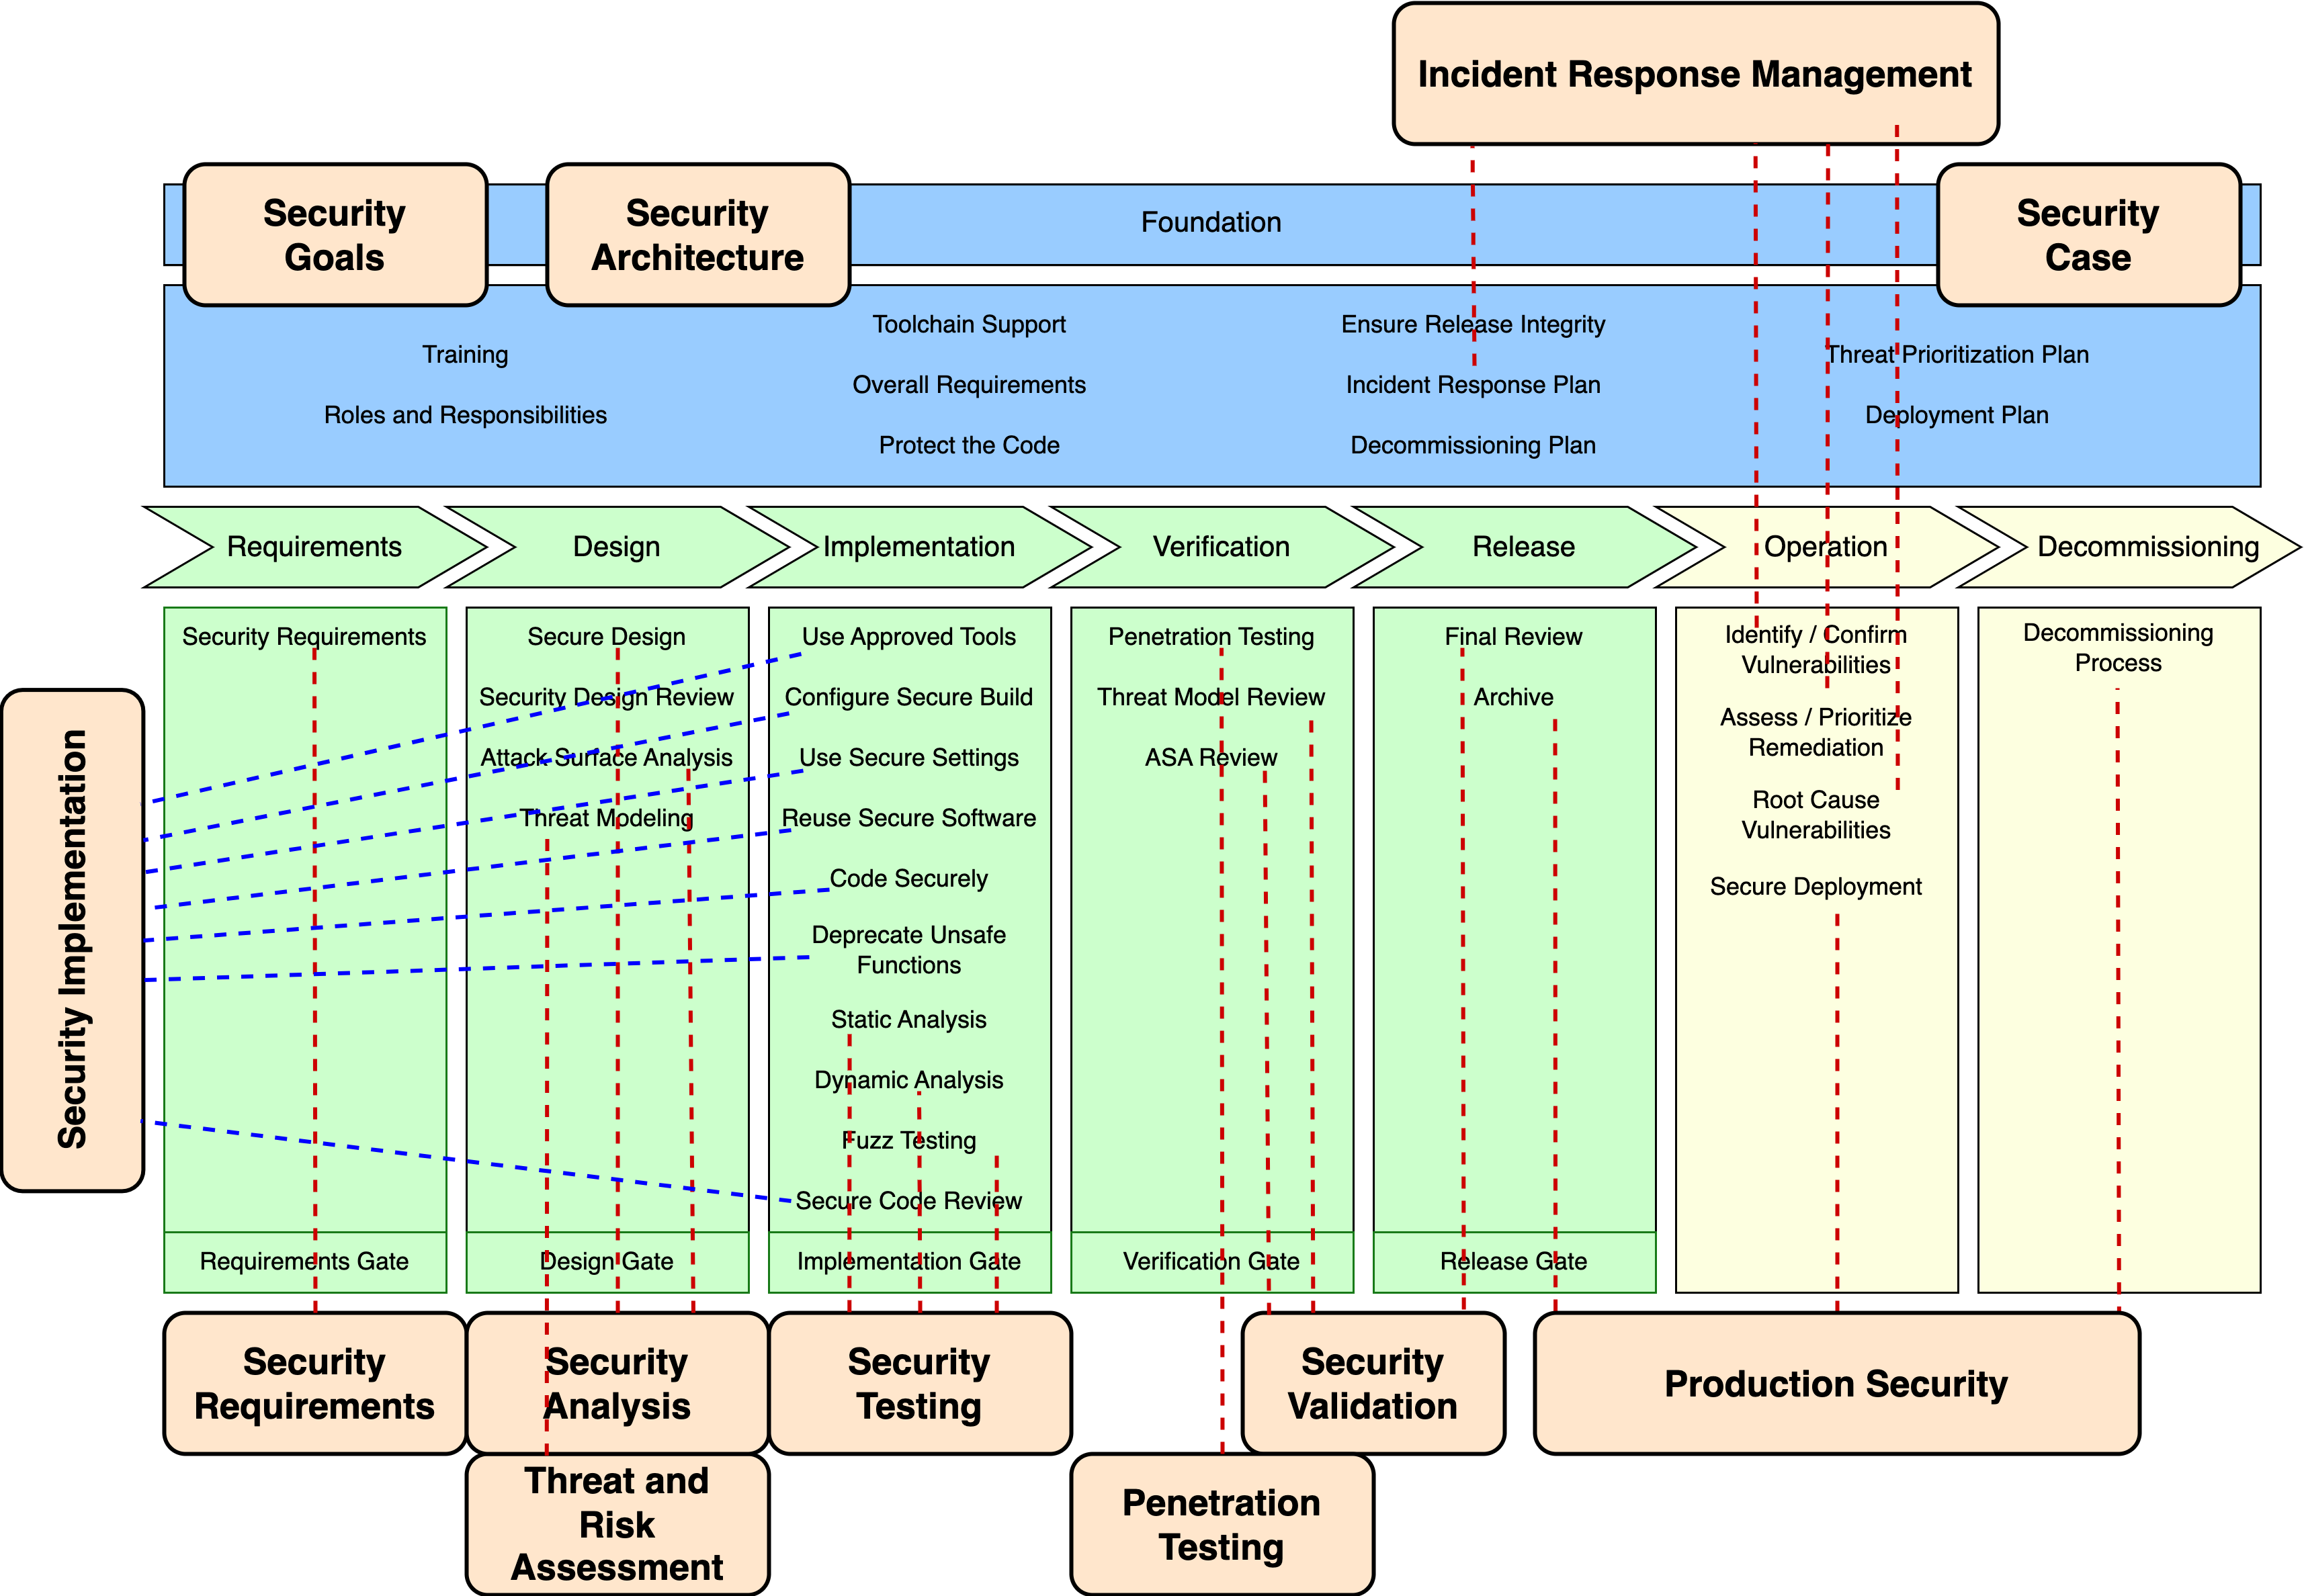 Incident Response Management
Security
Goals
Security
Architecture
Foundation
Security
Case
Training
Roles and Responsibilities
Toolchain Support
Overall Requirements
Protect the Code
Ensure Release Integrity
Incident Response Plan
Decommissioning Plan
Threat Prioritization Plan
Deployment Plan
Requirements
Design
Implementation
Verification
Release
Operation
Decommissioning
Security Implementation
Security Requirements
Requirements Gate
Secure Design
Security Design Review
Attack Surface Analysis
Threat Modeling
Design Gate
Use Approved Tools
Configure Secure Build
Use Secure Settings
Reuse Secure Software
Code Securely
Deprecate Unsafe
Functions
Static Analysis
Dynamic Analysis
Fuzz Testing
Secure Code Review
Implementation Gate
Penetration Testing
Threat Model Review
ASA Review
Verification Gate
Final Review
Archive
Release Gate
Identify / Confirm
Vulnerabilities
Assess / Prioritize
Remediation
Root Cause
Vulnerabilities
Secure Deployment
Decommissioning
Process
Security
Requirements
Security
Analysis
Security
Testing
Security
Validation
Production Security
Threat and
Risk
Assessment
Penetration
Testing